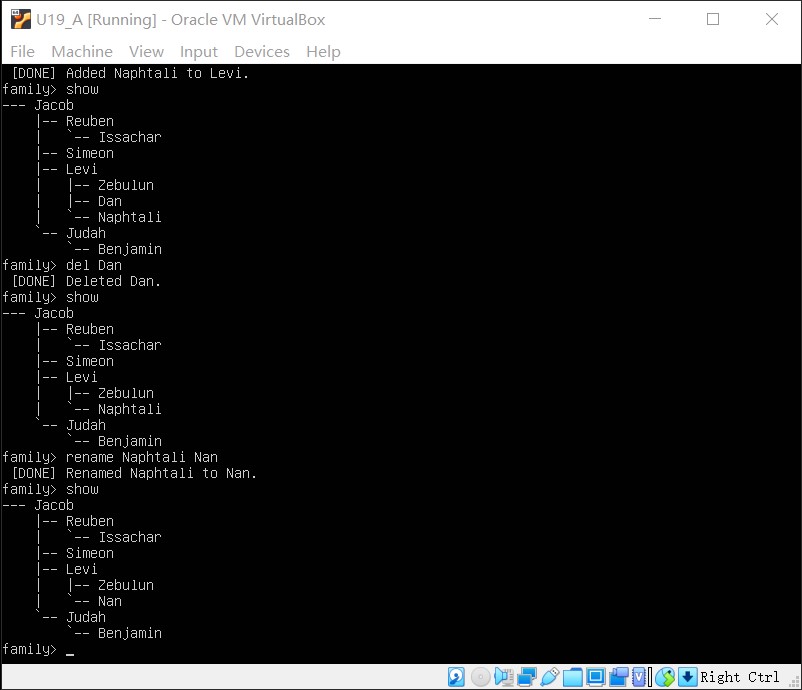 U19_A [Running] - Oracle VM VirtualBox
File Machine View Input Devices Help
 [DONE] Added Naphtali to Levi.
family> show
--- Jacob
    |-- Reuben
    |   `-- Issachar
    |-- Simeon
    |-- Levi
    |   |-- Zebulun
    |   |-- Dan
    |   `-- Naphtali
    `-- Judah
        `-- Benjamin
family> del Dan
 [DONE] Deleted Dan.
family> show
--- Jacob
    |-- Reuben
    |   `-- Issachar
    |-- Simeon
    |-- Levi
    |   |-- Zebulun
    |   `-- Naphtali
    `-- Judah
        `-- Benjamin
family> rename Naphtali Nan
 [DONE] Renamed Naphtali to Nan.
family> show
--- Jacob
    |-- Reuben
    |   `-- Issachar
    |-- Simeon
    |-- Levi
    |   |-- Zebulun
    |   `-- Nan
    `-- Judah
        `-- Benjamin
family> _
Right Ctrl